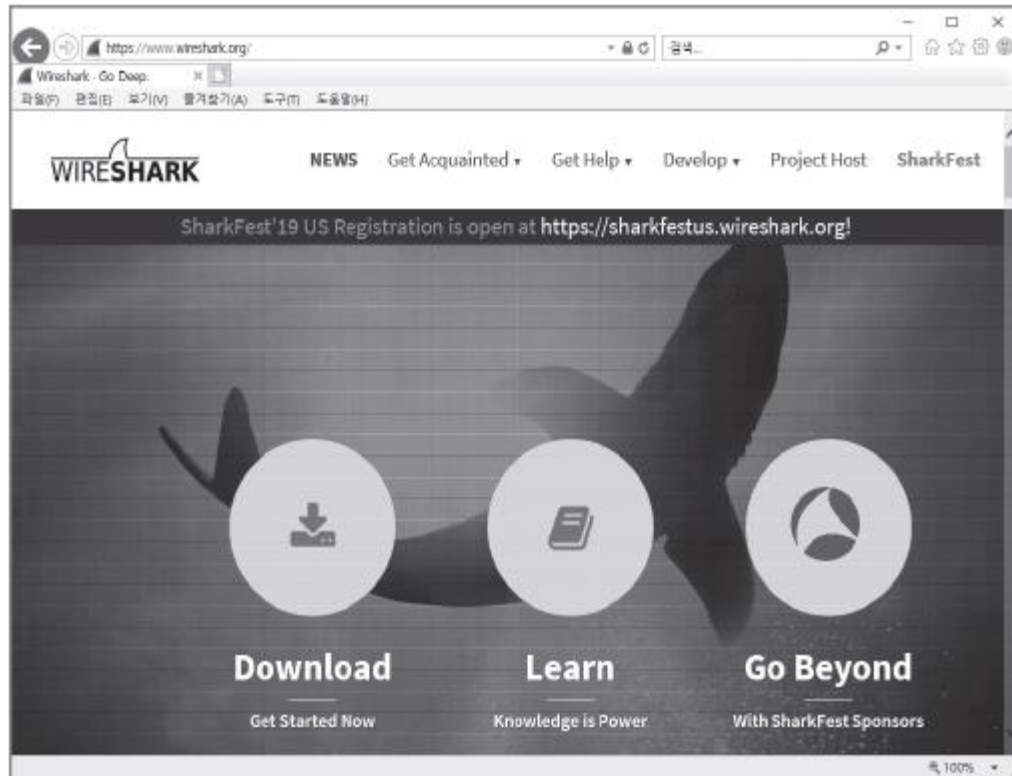 https://www.wireshark.org/
검색...
Wireshark · Go Deep.
파일(F) 편집(E) 보기(V) 즐겨찾기(A) 도구(T) 도움말(H)
WIRESHARK
NEWS Get Acquainted Get Help Develop Project Host SharkFest
SharkFest'19 US Registration is open at https://sharkfestus.wireshark.org!
Download Learn Go Beyond
Get Started Now Knowledge is Power With SharkFest Sponsors
100%